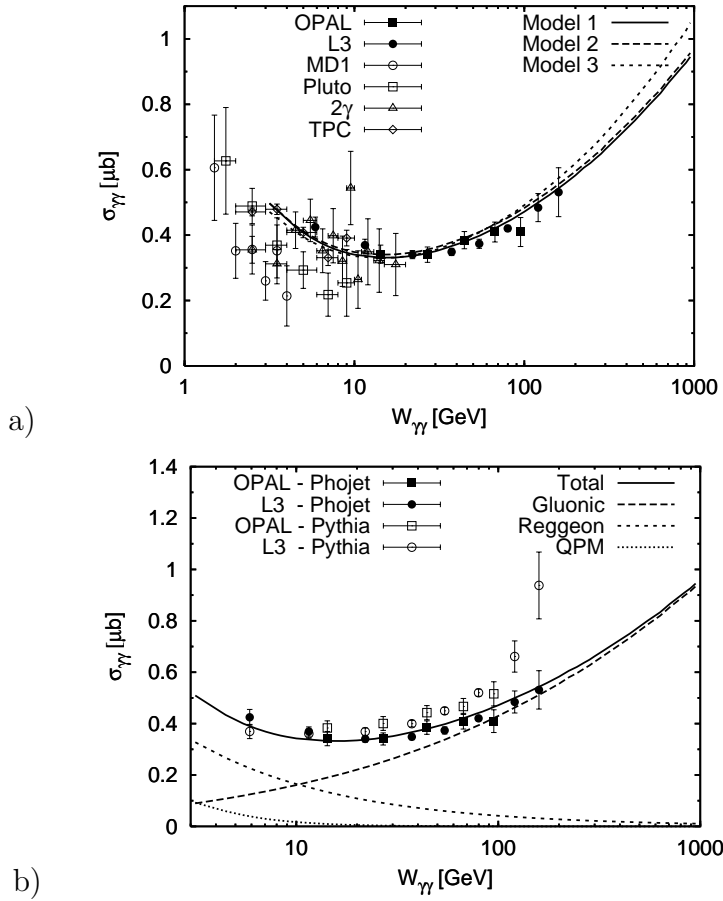 OPAL
L3
MD1
Pluto
2γ
TPC
Model 1
Model 2
Model 3
1
0.8
0.6
0.4
0.2
0
σγγ [μb]
1
10
100
1000
Wγγ [GeV]
a)
OPAL - Phojet
L3 - Phojet
OPAL - Pythia
L3 - Pythia
Total
Gluonic
Reggeon
QPM
1.4
1.2
1
0.8
0.6
0.4
0.2
0
σγγ [μb]
10
100
1000
Wγγ [GeV]
b)